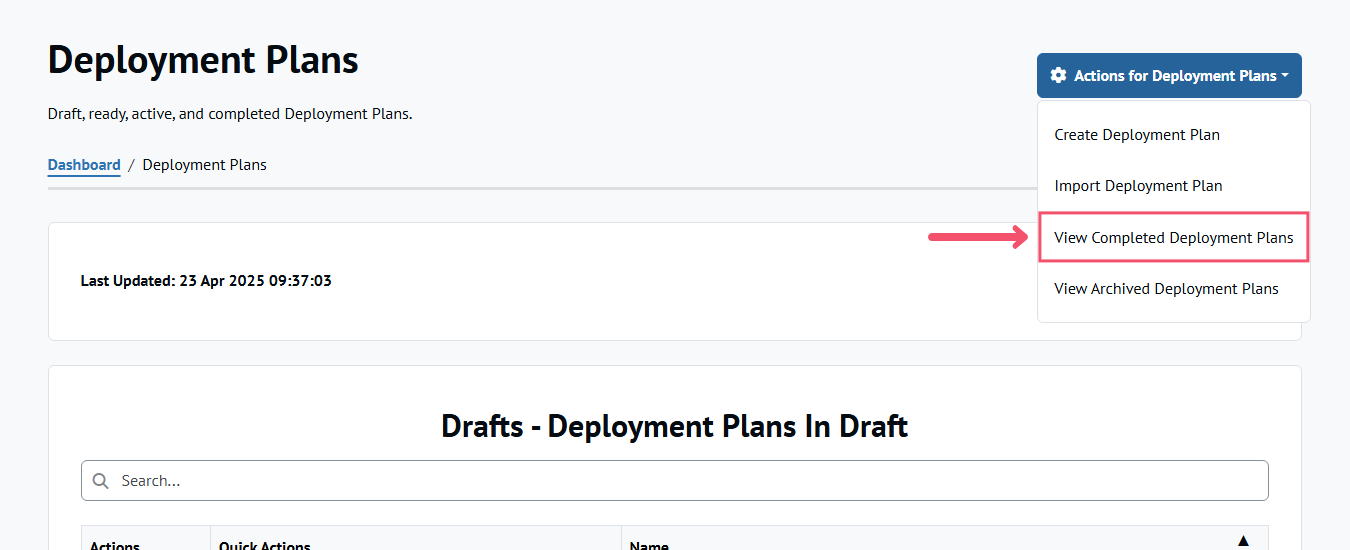 Deployment Plans
Actions for Deployment Plans
Draft, ready, active, and completed Deployment Plans.
Create Deployment Plan
Dashboard / Deployment Plans
Import Deployment Plan
View Completed Deployment Plans
Last Updated: 23 Apr 2025 09:37:03
View Archived Deployment Plans
Drafts - Deployment Plans In Draft
Search...
Actions Quick Actions Name